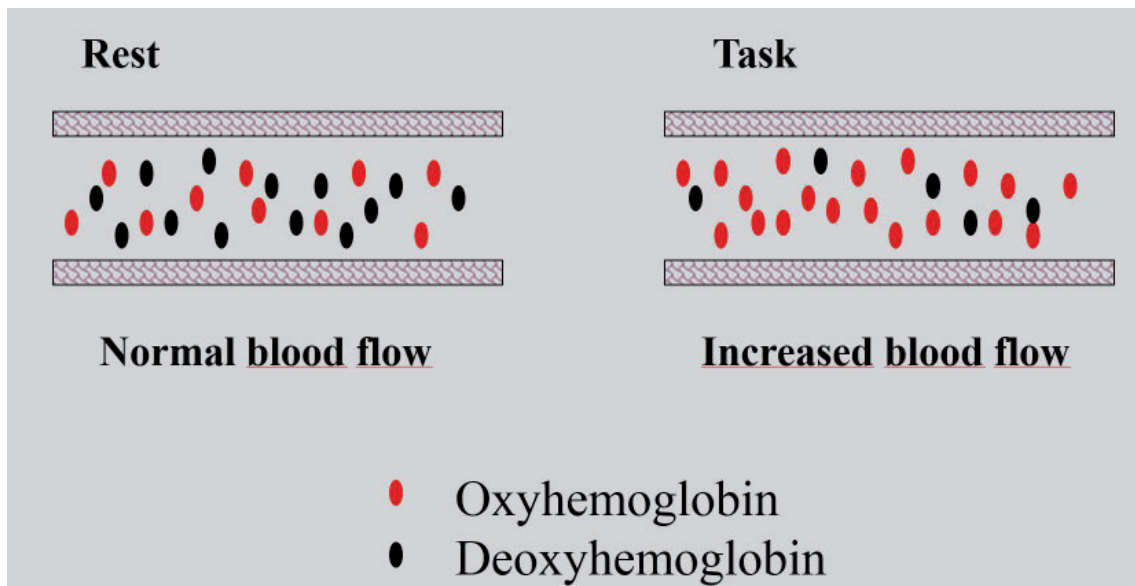 Rest
Task
Normal blood flow
Increased blood flow
Oxyhemoglobin
Deoxyhemoglobin